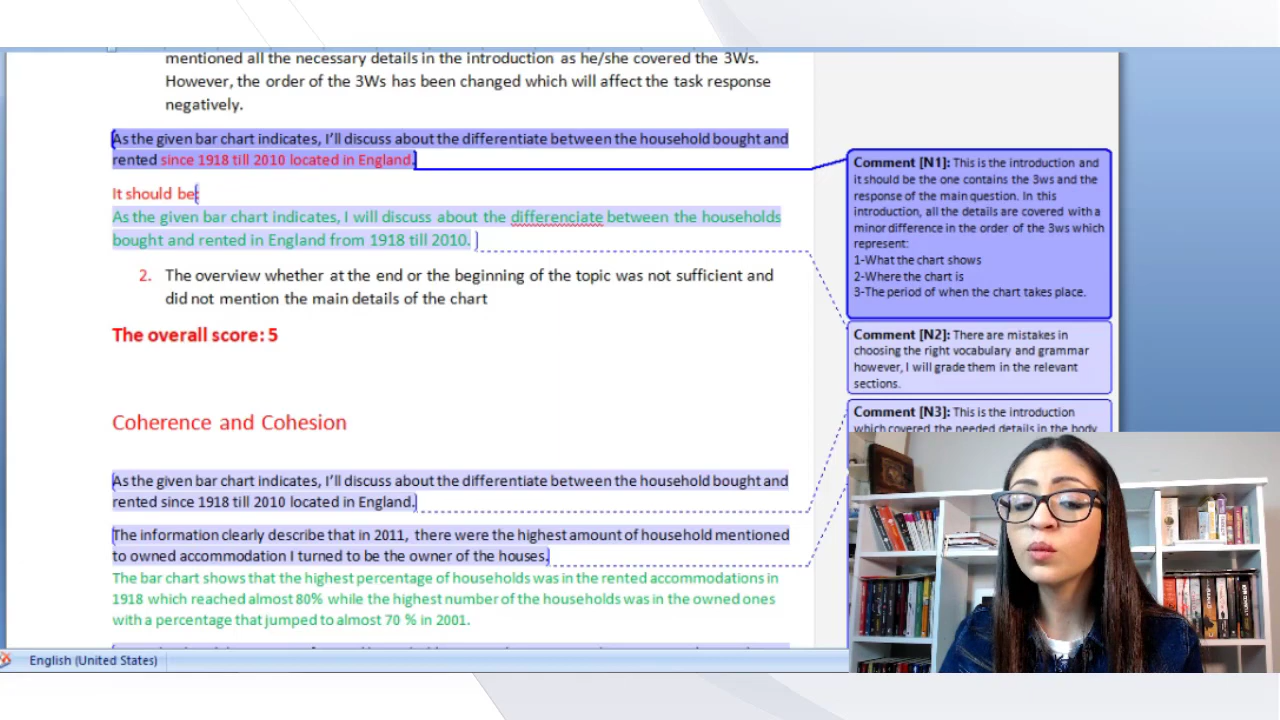 mentioned all the necessary details in the introduction as he/she covered the 3Ws.
However, the order of the 3Ws has been changed which will affect the task response
negatively.
As the given bar chart indicates, I'll discuss about the differentiate between the household bought and
rented since 1918 till 2010 located in England.
It should be:
As the given bar chart indicates, I will discuss about the differenciate between the households
bought and rented in England from 1918 till 2010.
2. The overview whether at the end or the beginning of the topic was not sufficient and
did not mention the main details of the chart
The overall score: 5
Coherence and Cohesion
As the given bar chart indicates, I'll discuss about the differentiate between the household bought and
rented since 1918 till 2010 located in England.
The information clearly describe that in 2011, there were the highest amount of household mentioned
to owned accommodation I turned to be the owner of the houses.
The bar chart shows that the highest percentage of households was in the rented accommodations in
1918 which reached almost 80% while the highest number of the households was in the owned ones
with a percentage that jumped to almost 70 % in 2001.
Comment [N1]: This is the introduction and
it should be the one contains the 3ws and the
response of the main question. In this
introduction, all the details are covered with a
minor difference in the order of the 3ws which
represent:
1-What the chart shows
2-Where the chart is
3-The period of when the chart takes place.
Comment [N2]: There are mistakes in
choosing the right vocabulary and grammar
however, I will grade them in the relevant
sections.
Comment [N3]: This is the introduction
which covered the needed details in the body
English (United States)